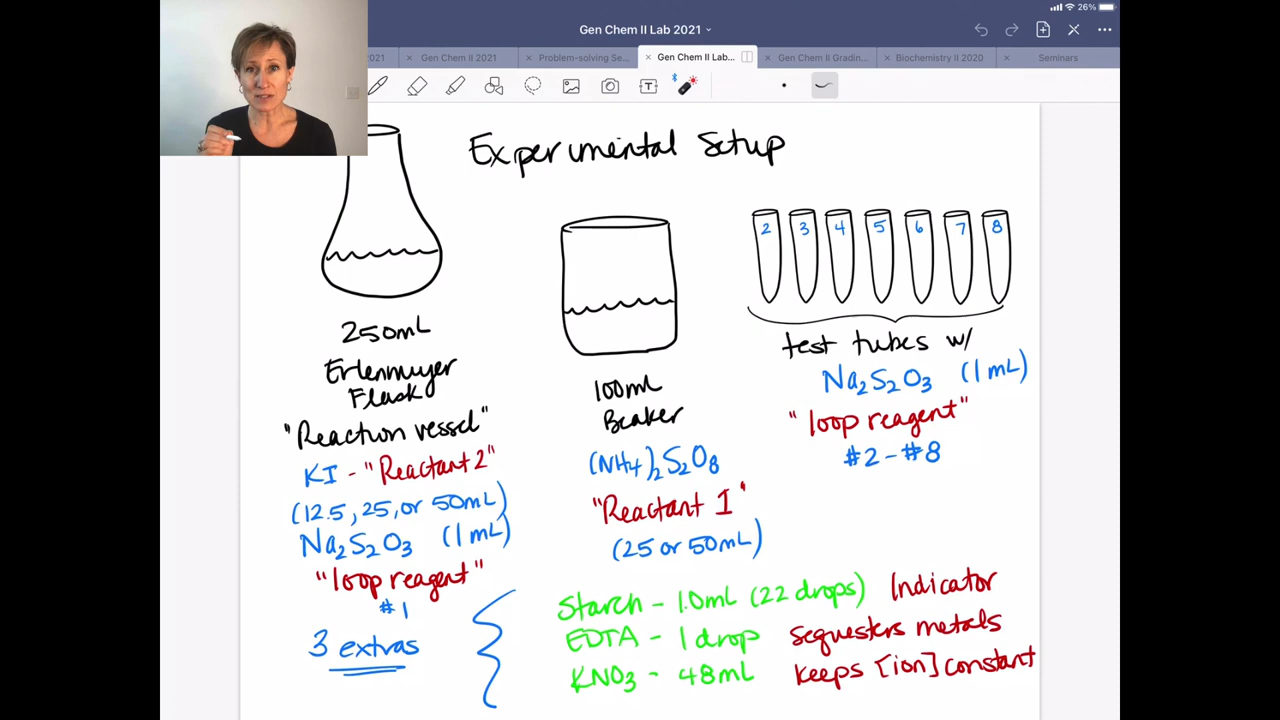 26%
Gen Chem II Lab 2021
2021
Gen Chem II 2021
Problem-solving Se...
Gen Chem II Lab...
Gen Chem II Gradin...
Biochemistry II 2020
Seminars
Experimental Setup
250mL
Erlenmeyer
Flask
"Reaction vessel"
KI - "Reactant 2"
(12.5, 25, or 50mL)
Na2S2O3 (1mL)
"loop reagent"
#1
3 extras
100mL
Beaker
(NH4)2S2O8
"Reactant 1"
(25 or 50mL)
2 3 4 5 6 7 8
test tubes w/
Na2S2O3 (1mL)
"loop reagent"
#2-#8
Starch - 1.0mL (22 drops) Indicator
EDTA - 1 drop sequesters metals
KNO3 - 48mL keeps [ion] constant